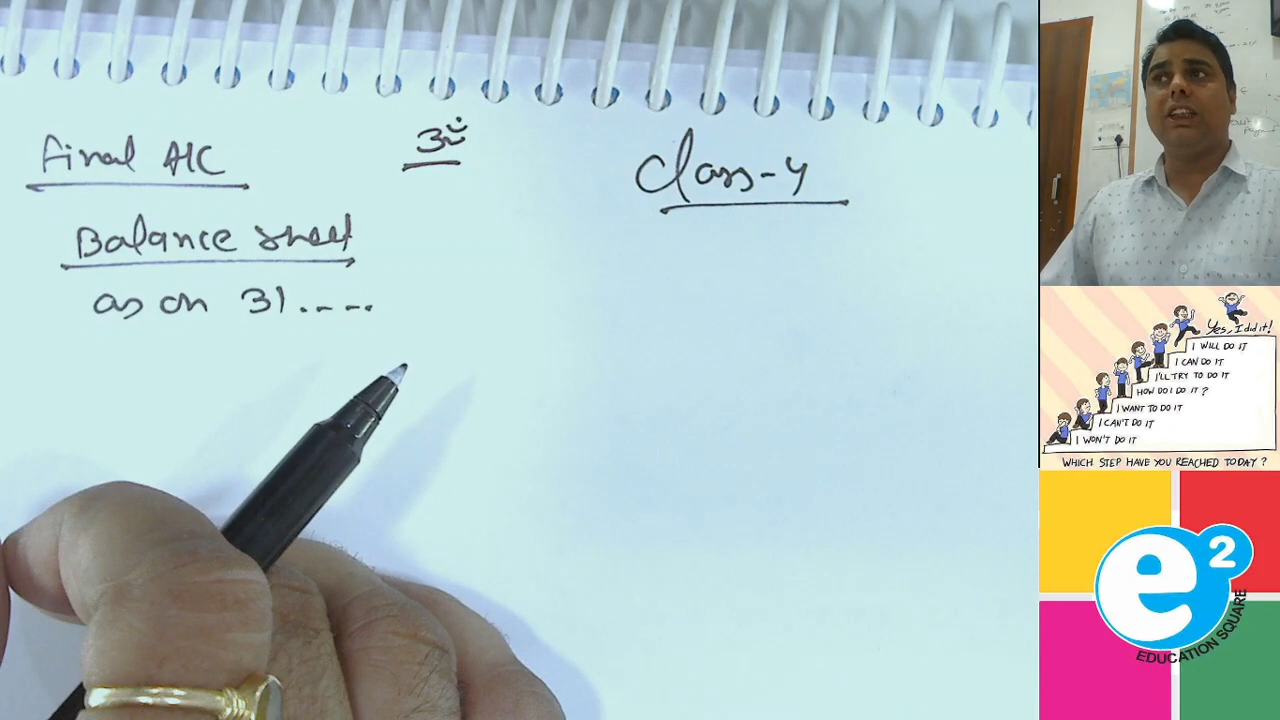 Final A/C
Class-4
Balance sheet
as on 31.....
Yes, I did it!
I WILL DO IT
I CAN DO IT
I'LL TRY TO DO IT
HOW DO I DO IT?
I WANT TO DO IT
I CAN'T DO IT
I WON'T DO IT
WHICH STEP HAVE YOU REACHED TODAY?
e2
EDUCATION SQUARE